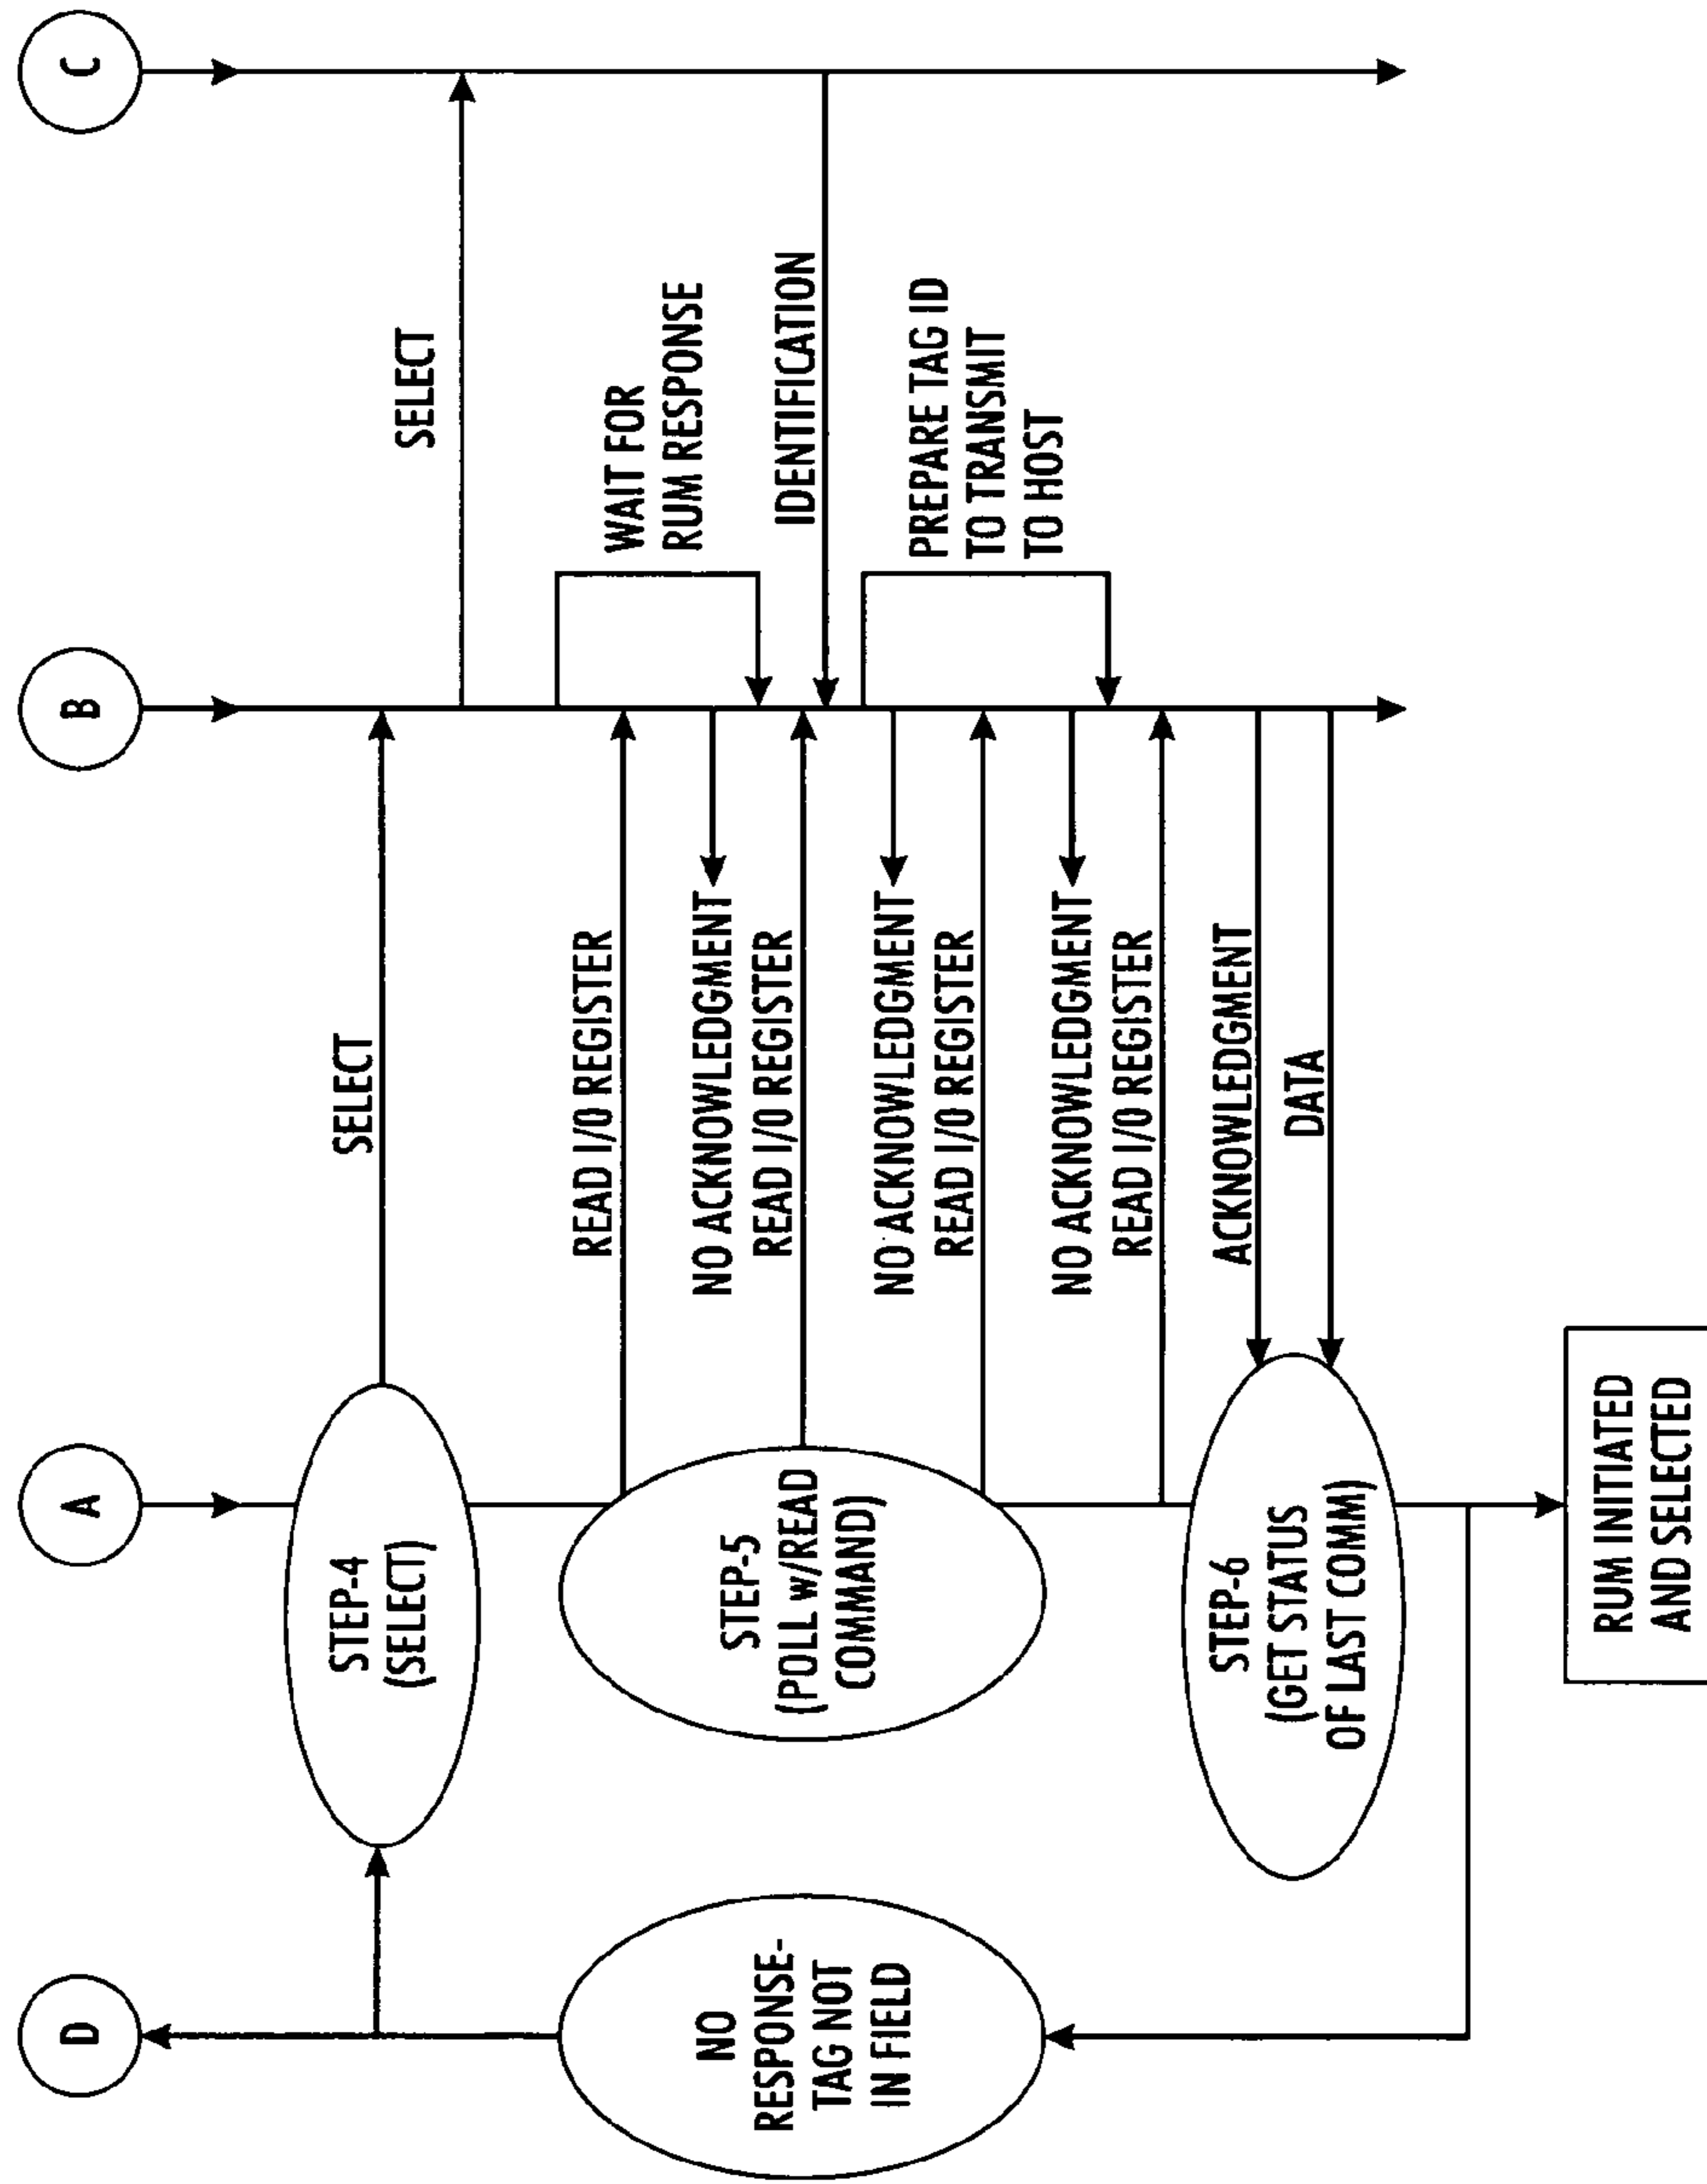 D
A
B
C
STEP-4
(SELECT)
SELECT
SELECT
NO
RESPONSE-
TAG NOT
IN FIELD
STEP-5
(POLL w/READ
COMMAND)
READ I/O REGISTER
NO ACKNOWLEDGMENT
READ I/O REGISTER
NO ACKNOWLEDGMENT
READ I/O REGISTER
NO ACKNOWLEDGMENT
READ I/O REGISTER
WAIT FOR
RUM RESPONSE
IDENTIFICATION
PREPARE TAG ID
TO TRANSMIT
TO HOST
STEP-6
(GET STATUS
OF LAST COMM)
ACKNOWLEDGMENT
DATA
RUM INITIATED
AND SELECTED